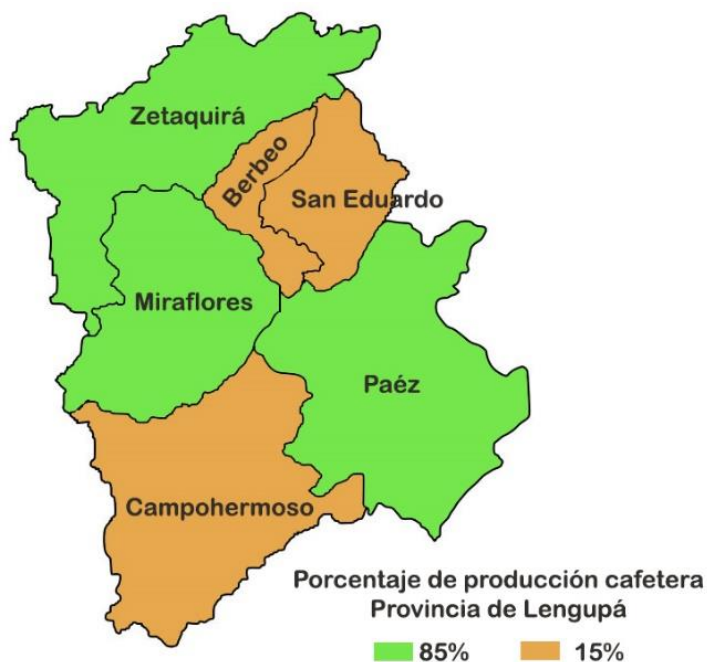 Zetaquirá
Berbeo
San Eduardo
Miraflores
Paéz
Campohermoso
Porcentaje de producción cafetera
Provincia de Lengupá
85% 15%